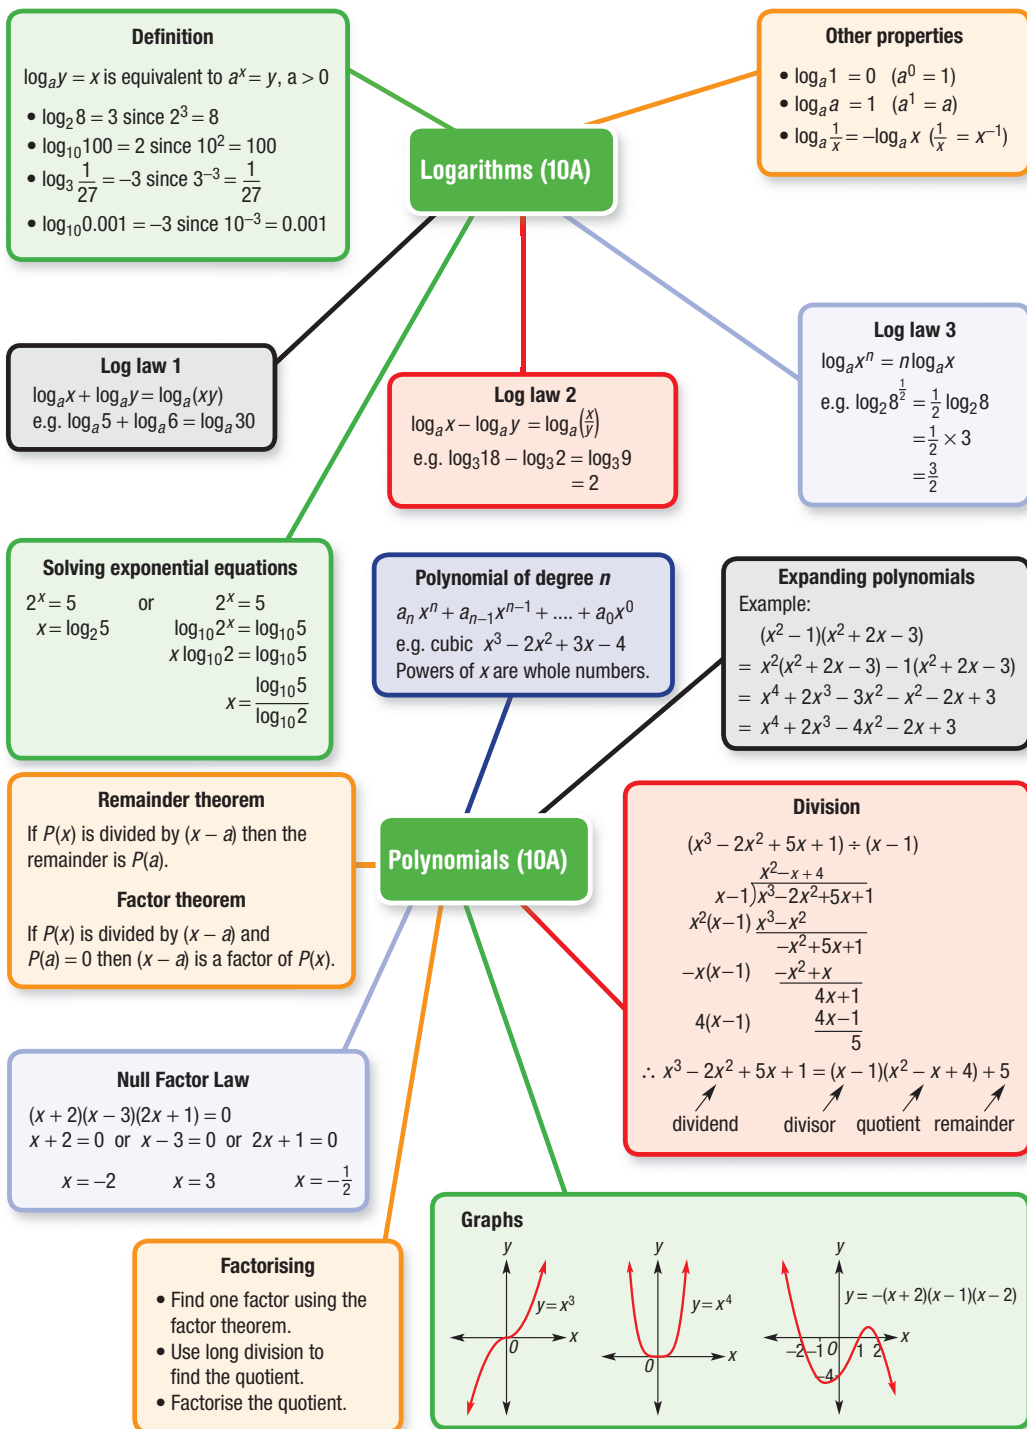 Definition
logₐy = x is equivalent to aˣ = y, a > 0
• log₂8 = 3 since 2³ = 8
• log₁₀100 = 2 since 10² = 100
• log₃ 1/27 = −3 since 3⁻³ = 1/27
• log₁₀0.001 = −3 since 10⁻³ = 0.001
Other properties
• logₐ1 = 0 (a⁰ = 1)
• logₐa = 1 (a¹ = a)
• logₐ 1/x = −logₐ x (1/x = x⁻¹)
Logarithms (10A)
Log law 1
logₐx + logₐy = logₐ(xy)
e.g. logₐ5 + logₐ6 = logₐ30
Log law 2
logₐx − logₐy = logₐ(x/y)
e.g. log₃18 − log₃2 = log₃9
= 2
Log law 3
logₐxⁿ = n logₐx
e.g. log₂8^(1/2) = 1/2 log₂8
= 1/2 × 3
= 3/2
Solving exponential equations
2ˣ = 5 or 2ˣ = 5
x = log₂5 log₁₀2ˣ = log₁₀5
x log₁₀2 = log₁₀5
x = log₁₀5/log₁₀2
Polynomial of degree n
aₙ xⁿ + aₙ₋₁xⁿ⁻¹ + .... + a₀x⁰
e.g. cubic x³ − 2x² + 3x − 4
Powers of x are whole numbers.
Expanding polynomials
Example:
(x² − 1)(x² + 2x − 3)
= x²(x² + 2x − 3) − 1(x² + 2x − 3)
= x⁴ + 2x³ − 3x² − x² − 2x + 3
= x⁴ + 2x³ − 4x² − 2x + 3
Remainder theorem
If P(x) is divided by (x − a) then the
remainder is P(a).
Factor theorem
If P(x) is divided by (x − a) and
P(a) = 0 then (x − a) is a factor of P(x).
Polynomials (10A)
Division
(x³ − 2x² + 5x + 1) ÷ (x − 1)
x² − x + 4
x−1)x³−2x²+5x+1
x²(x−1) x³−x²
−x²+5x+1
−x(x−1) −x²+x
4x+1
4(x−1) 4x−1
5
∴ x³ − 2x² + 5x + 1 = (x − 1)(x² − x + 4) + 5
dividend divisor quotient remainder
Null Factor Law
(x + 2)(x − 3)(2x + 1) = 0
x + 2 = 0 or x − 3 = 0 or 2x + 1 = 0
x = −2 x = 3 x = −1/2
Factorising
• Find one factor using the
factor theorem.
• Use long division to
find the quotient.
• Factorise the quotient.
Graphs
y
y = x³
x
0
y
y = x⁴
x
0
y
y = −(x + 2)(x − 1)(x − 2)
x
−2 −1 0 1 2
−4